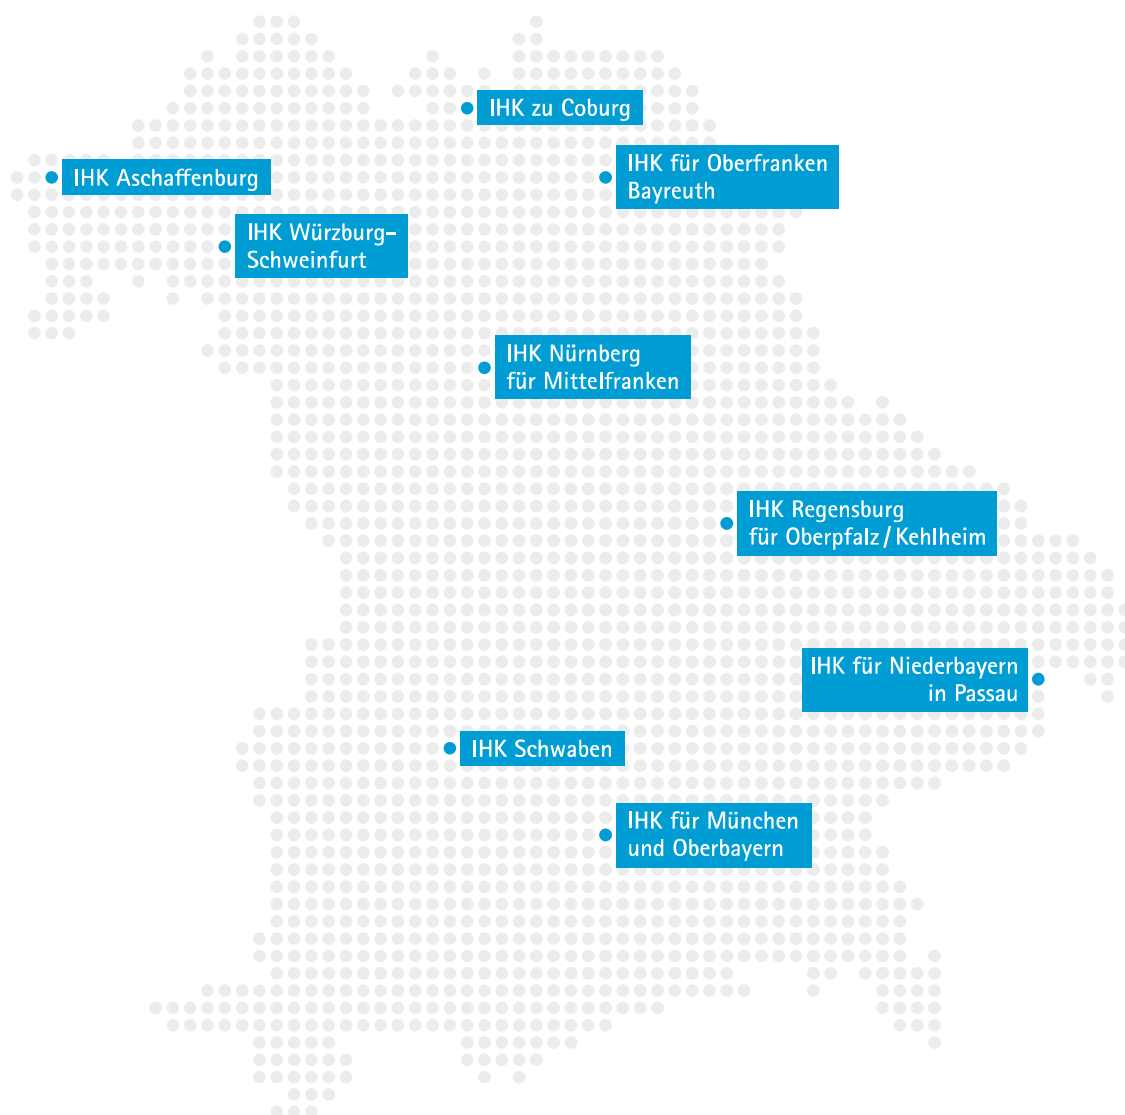 IHK zu Coburg
IHK für Oberfranken
Bayreuth
IHK Aschaffenburg
IHK Würzburg-
Schweinfurt
IHK Nürnberg
für Mittelfranken
IHK Regensburg
für Oberpfalz / Kehlheim
IHK für Niederbayern
in Passau
IHK Schwaben
IHK für München
und Oberbayern